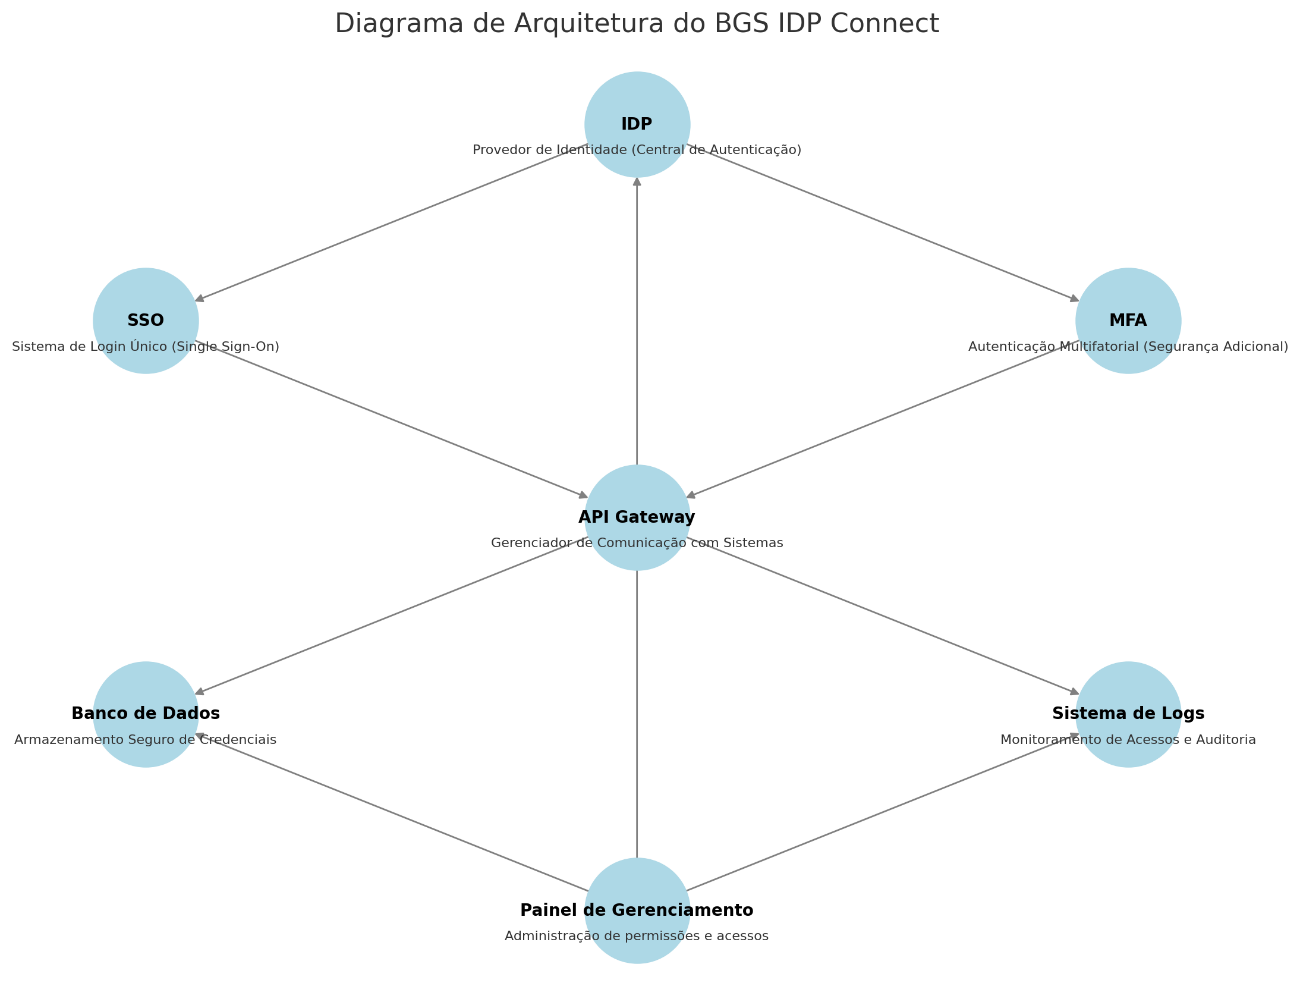 Diagrama de Arquitetura do BGS IDP Connect
IDP
Provedor de Identidade (Central de Autenticação)
SSO
Sistema de Login Único (Single Sign-On)
MFA
Autenticação Multifatorial (Segurança Adicional)
API Gateway
Gerenciador de Comunicação com Sistemas
Banco de Dados
Armazenamento Seguro de Credenciais
Sistema de Logs
Monitoramento de Acessos e Auditoria
Painel de Gerenciamento
Administração de permissões e acessos